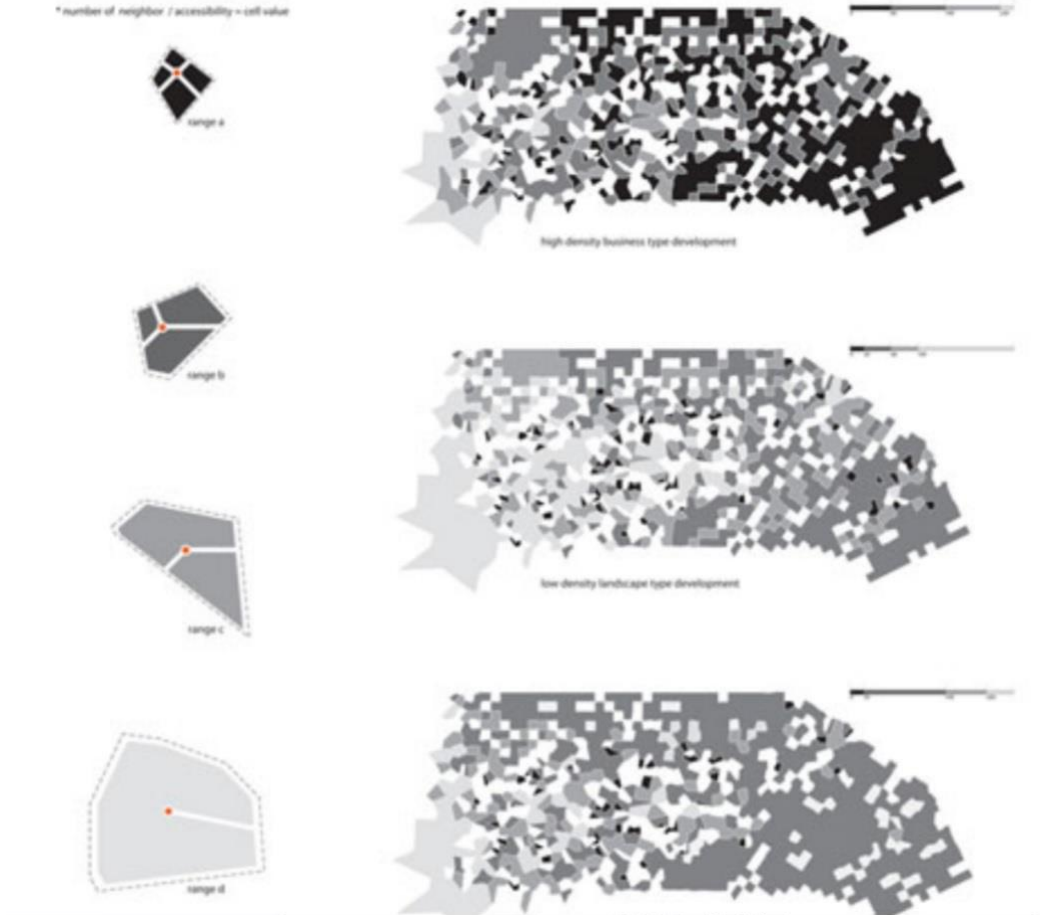 * number of neighbor / accessibility = cell value
range a
high density business type development
range b
low density landscape type development
range c
range d